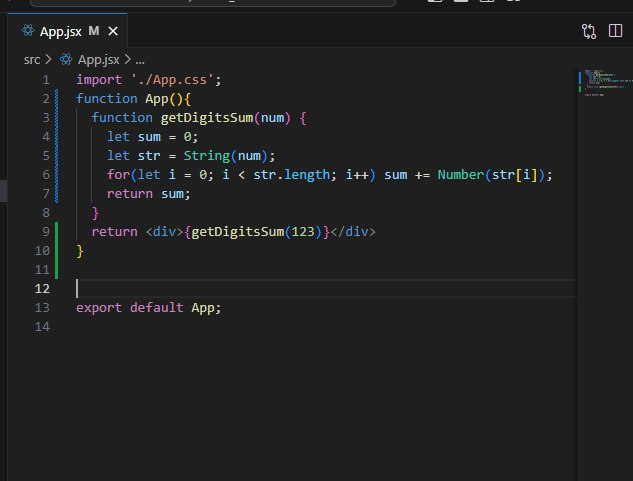 App.jsx M ×
src > App.jsx > ...
1 import './App.css';
2 function App(){
3   function getDigitsSum(num) {
4     let sum = 0;
5     let str = String(num);
6     for(let i = 0; i < str.length; i++) sum += Number(str[i]);
7     return sum;
8   }
9   return <div>{getDigitsSum(123)}</div>
10 }
11
12
13 export default App;
14